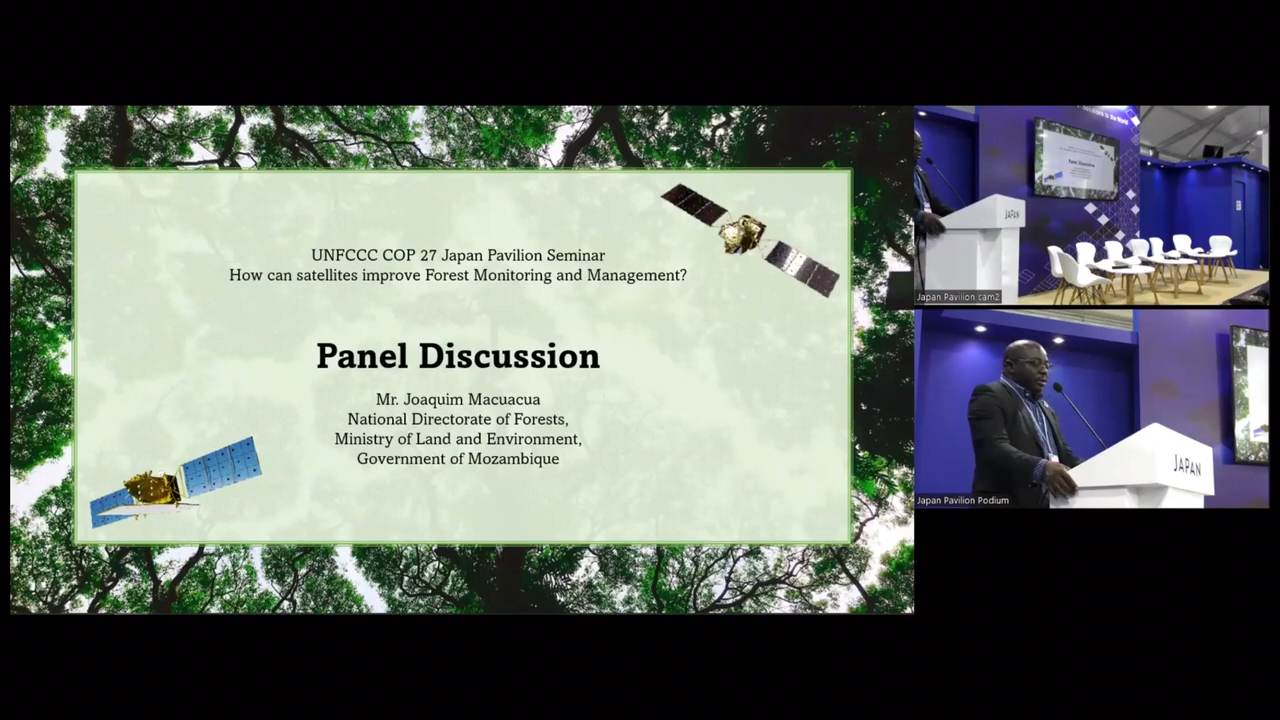 UNFCCC COP 27 Japan Pavilion Seminar
How can satellites improve Forest Monitoring and Management?
Panel Discussion
Mr. Joaquim Macuacua
National Directorate of Forests,
Ministry of Land and Environment,
Government of Mozambique
JAPAN
Panel Discussion
Japan Pavilion cam2
JAPAN
Japan Pavilion Podium